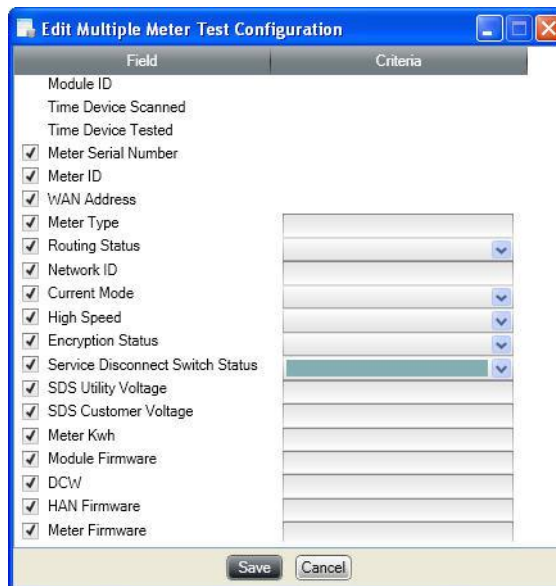 Edit Multiple Meter Test Configuration
Field Criteria
Module ID
Time Device Scanned
Time Device Tested
Meter Serial Number
Meter ID
WAN Address
Meter Type
Routing Status
Network ID
Current Mode
High Speed
Encryption Status
Service Disconnect Switch Status
SDS Utility Voltage
SDS Customer Voltage
Meter Kwh
Module Firmware
DCW
HAN Firmware
Meter Firmware
Save Cancel